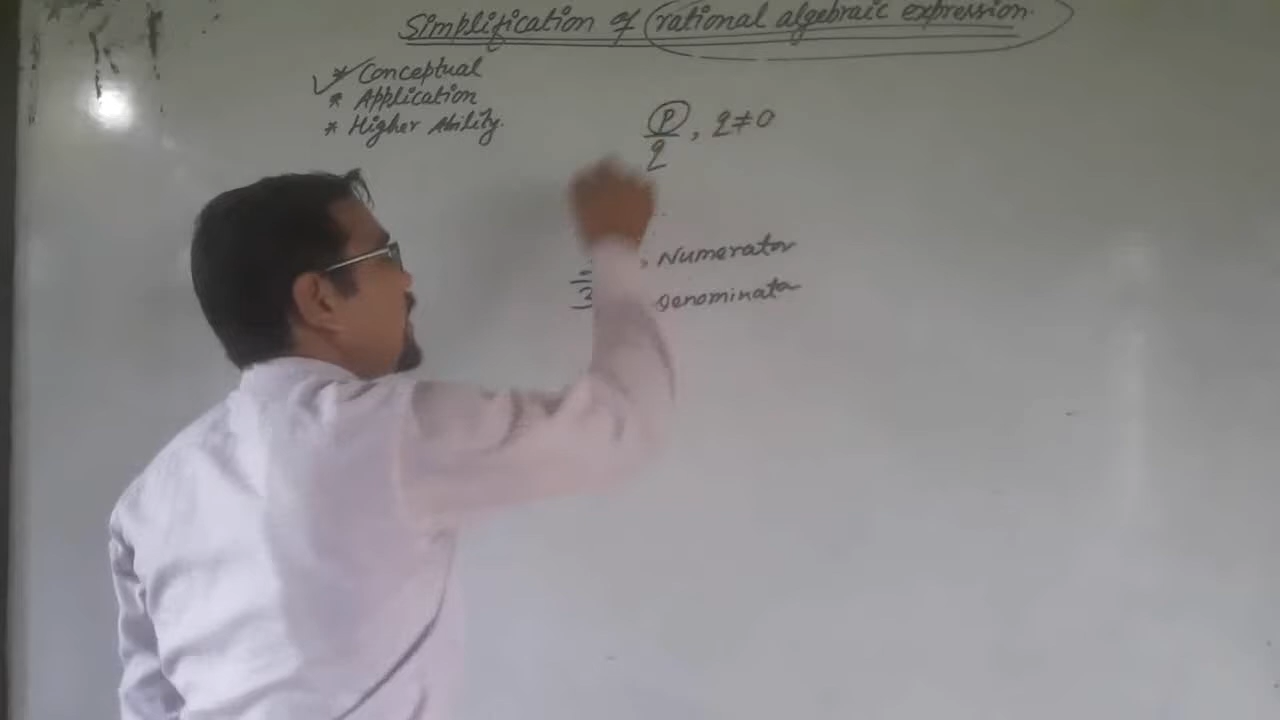 Simplification of rational algebraic expression.
* Conceptual
* Application
* Higher Ability.
P/q, q≠0
Numerator
Denominator